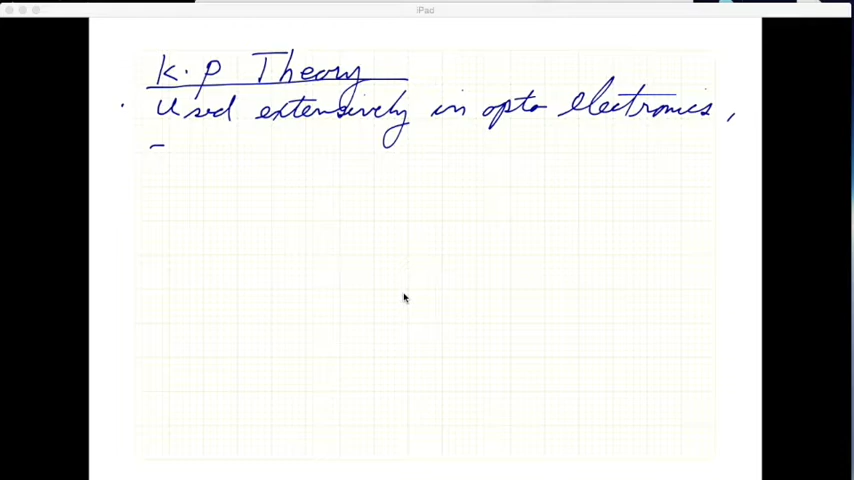 iPad
K.p Theory
. Used extensively in opto electronics,